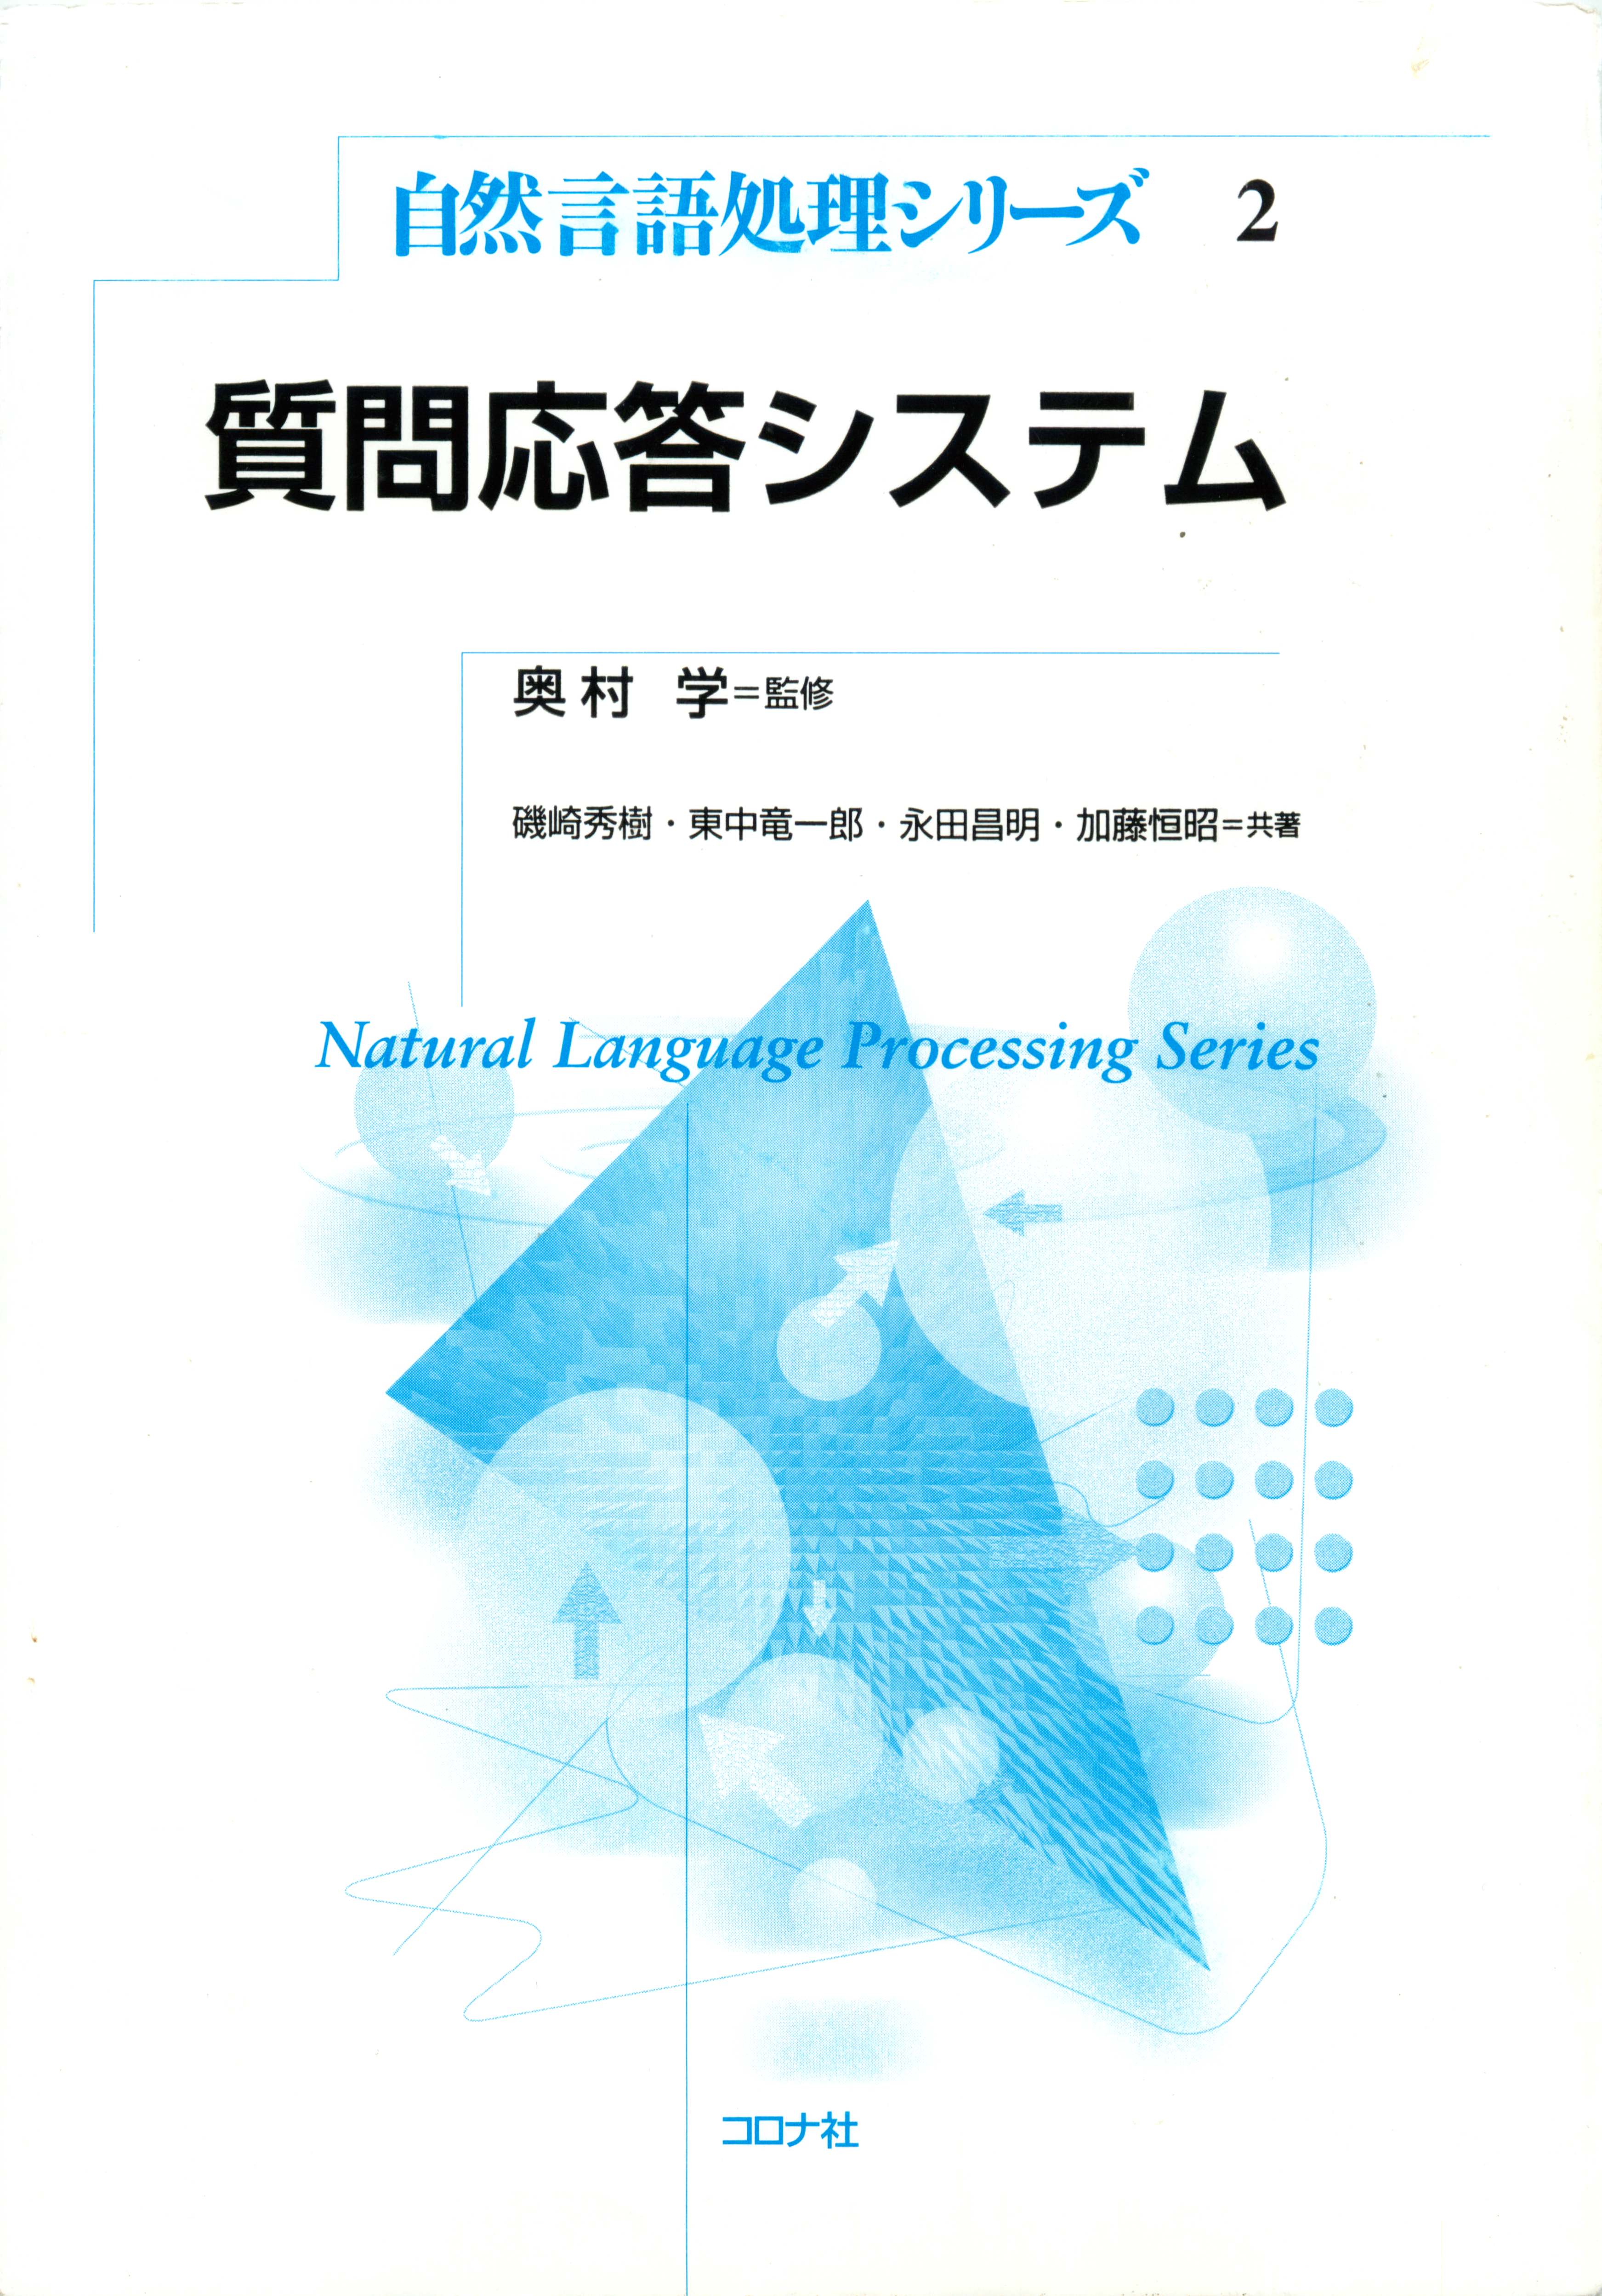 自然言語処理シリーズ 2
質問応答システム
奥村 学=監修
磯崎秀樹・東中竜一郎・永田昌明・加藤恒昭=共著
Natural Language Processing Series
コロナ社